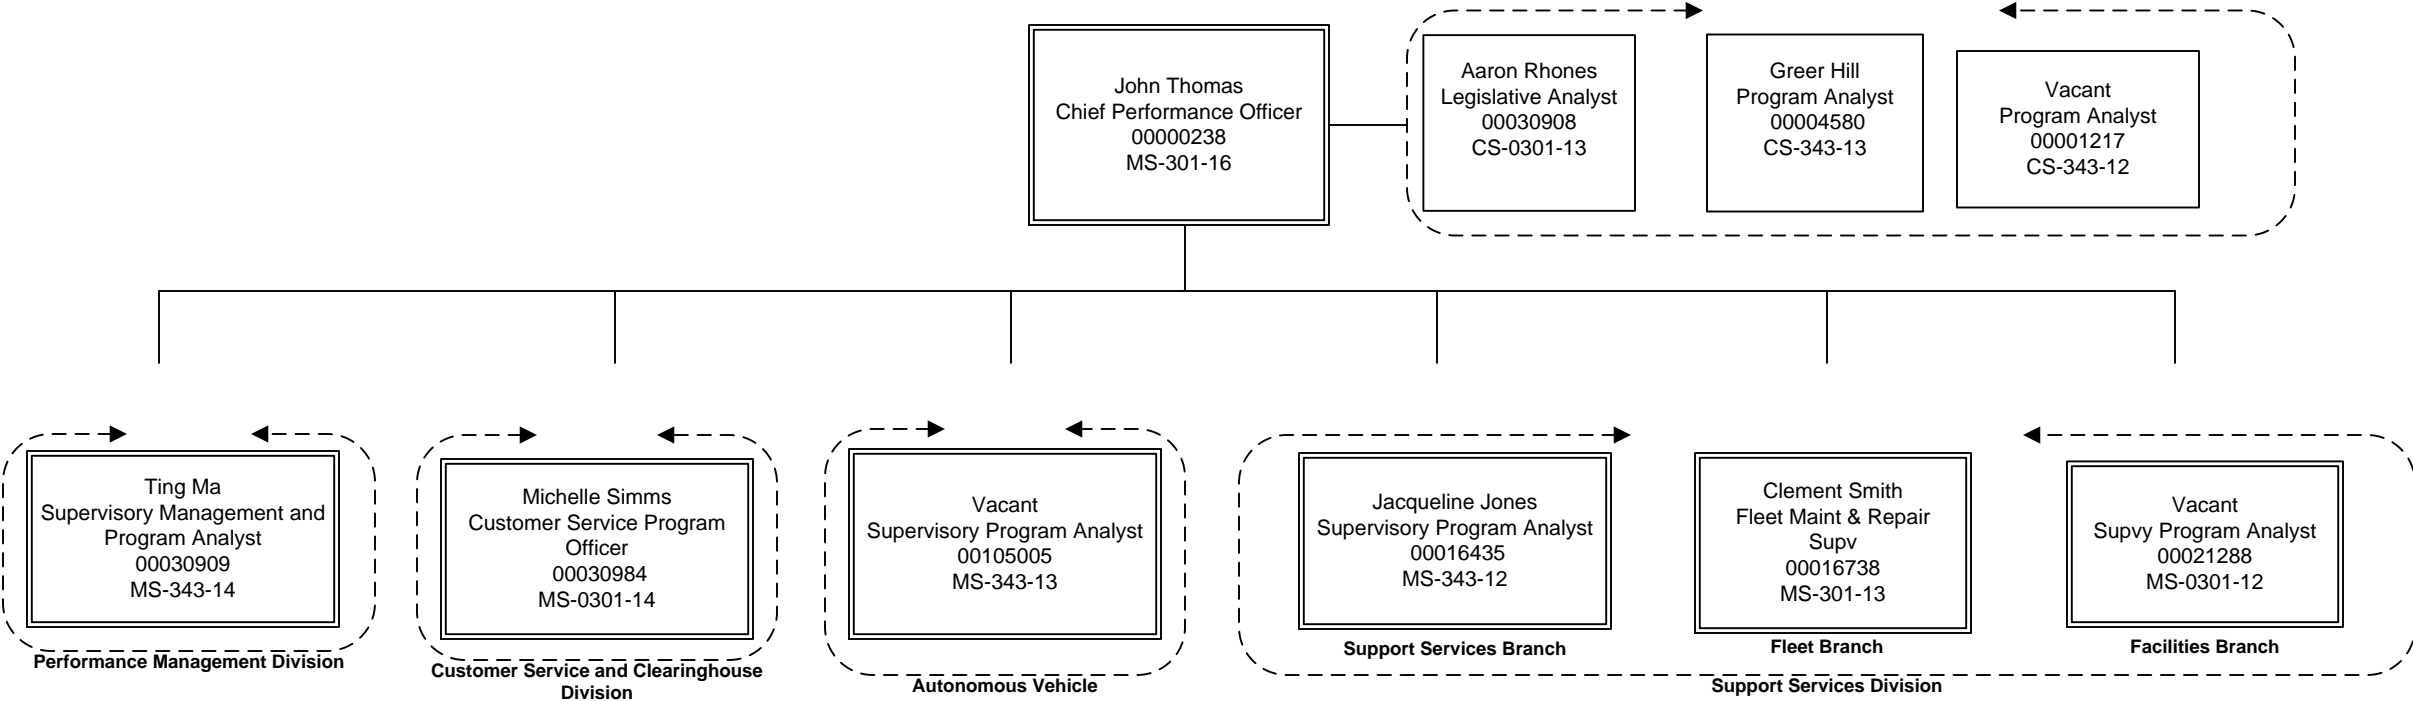 John Thomas
Chief Performance Officer
00000238
MS-301-16
Aaron Rhones
Legislative Analyst
00030908
CS-0301-13
Greer Hill
Program Analyst
00004580
CS-343-13
Vacant
Program Analyst
00001217
CS-343-12
Ting Ma
Supervisory Management and
Program Analyst
00030909
MS-343-14
Performance Management Division
Michelle Simms
Customer Service Program
Officer
00030984
MS-0301-14
Customer Service and Clearinghouse
Division
Vacant
Supervisory Program Analyst
00105005
MS-343-13
Autonomous Vehicle
Jacqueline Jones
Supervisory Program Analyst
00016435
MS-343-12
Support Services Branch
Clement Smith
Fleet Maint & Repair
Supv
00016738
MS-301-13
Fleet Branch
Vacant
Supvy Program Analyst
00021288
MS-0301-12
Facilities Branch
Support Services Division